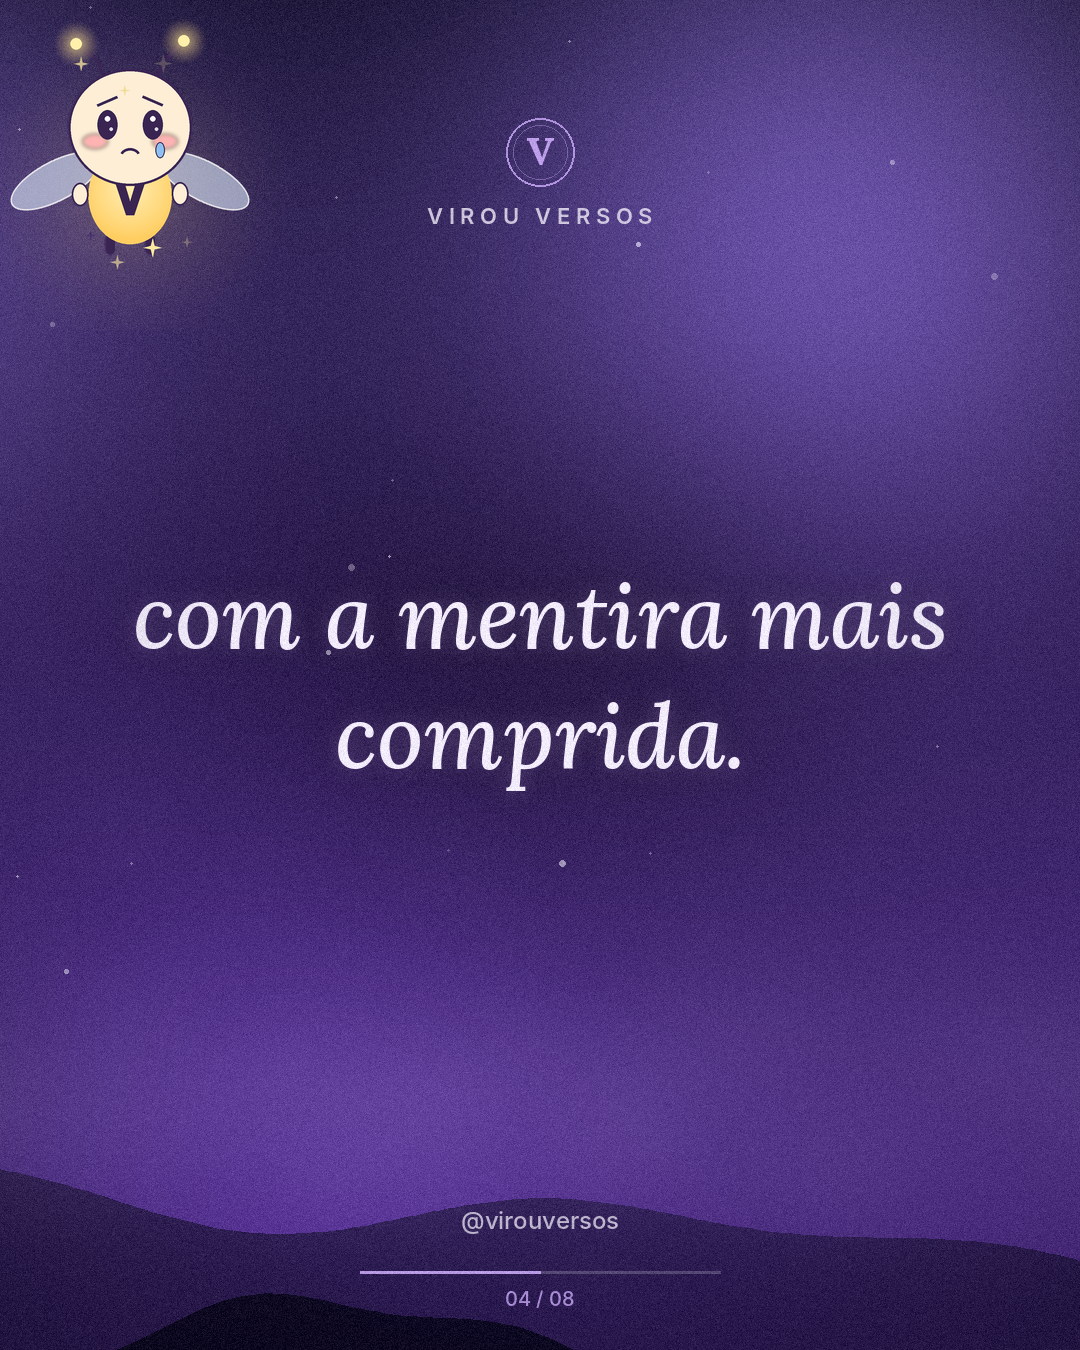 V
VIROU VERSOS
V
com a mentira mais
comprida.
@virouversos
04 / 08